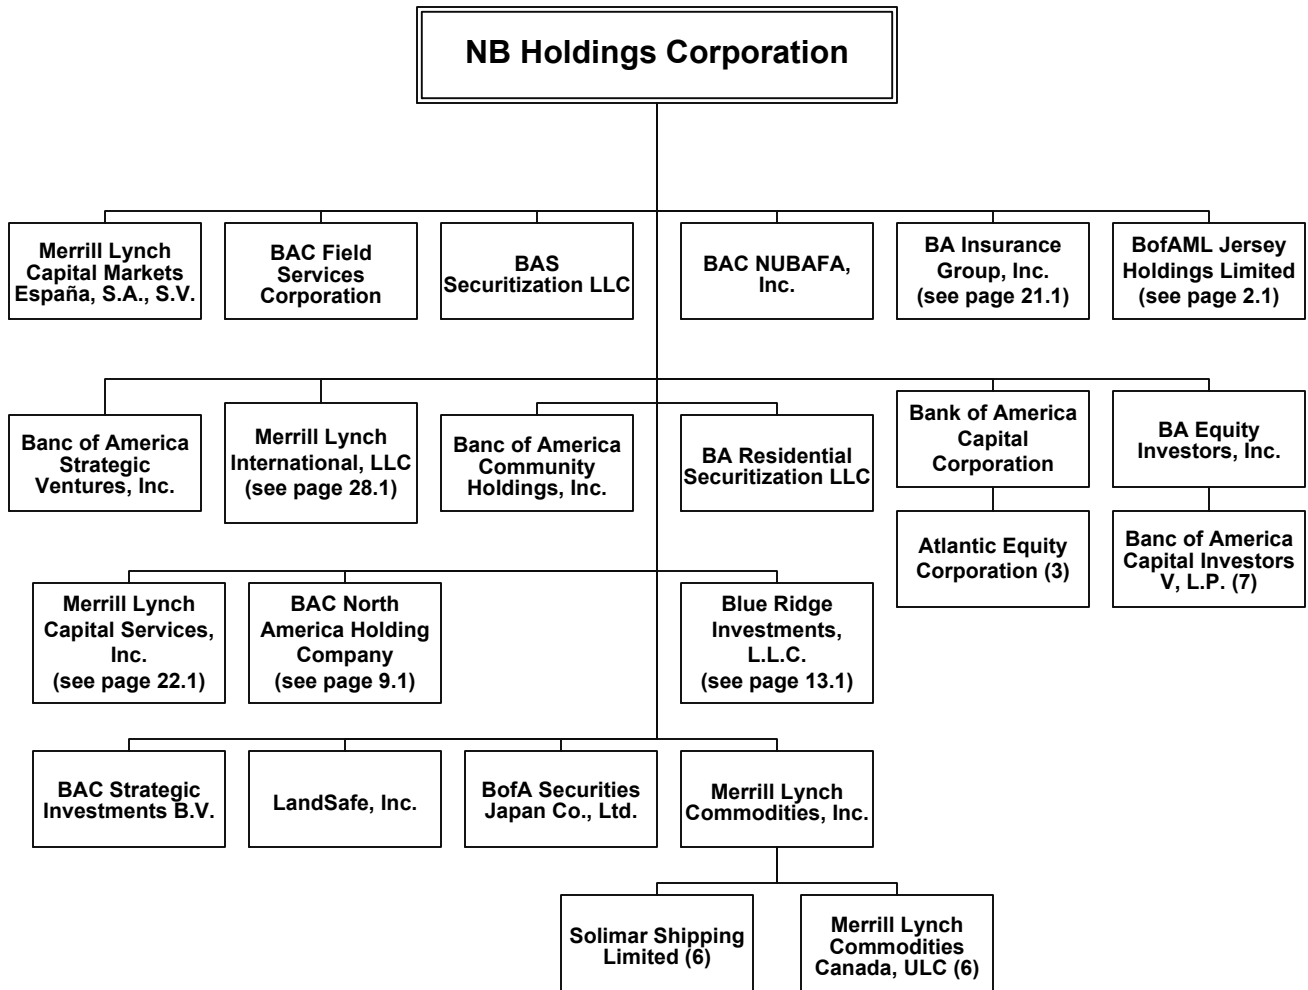 NB Holdings Corporation
Merrill Lynch
Capital Markets
España, S.A., S.V.
BAC Field
Services
Corporation
BAS
Securitization LLC
BAC NUBAFA,
Inc.
BA Insurance
Group, Inc.
(see page 21.1)
BofAML Jersey
Holdings Limited
(see page 2.1)
Banc of America
Strategic
Ventures, Inc.
Merrill Lynch
International, LLC
(see page 28.1)
Banc of America
Community
Holdings, Inc.
BA Residential
Securitization LLC
Bank of America
Capital
Corporation
BA Equity
Investors, Inc.
Atlantic Equity
Corporation (3)
Banc of America
Capital Investors
V, L.P. (7)
Merrill Lynch
Capital Services,
Inc.
(see page 22.1)
BAC North
America Holding
Company
(see page 9.1)
Blue Ridge
Investments,
L.L.C.
(see page 13.1)
BAC Strategic
Investments B.V.
LandSafe, Inc.
BofA Securities
Japan Co., Ltd.
Merrill Lynch
Commodities, Inc.
Solimar Shipping
Limited (6)
Merrill Lynch
Commodities
Canada, ULC (6)